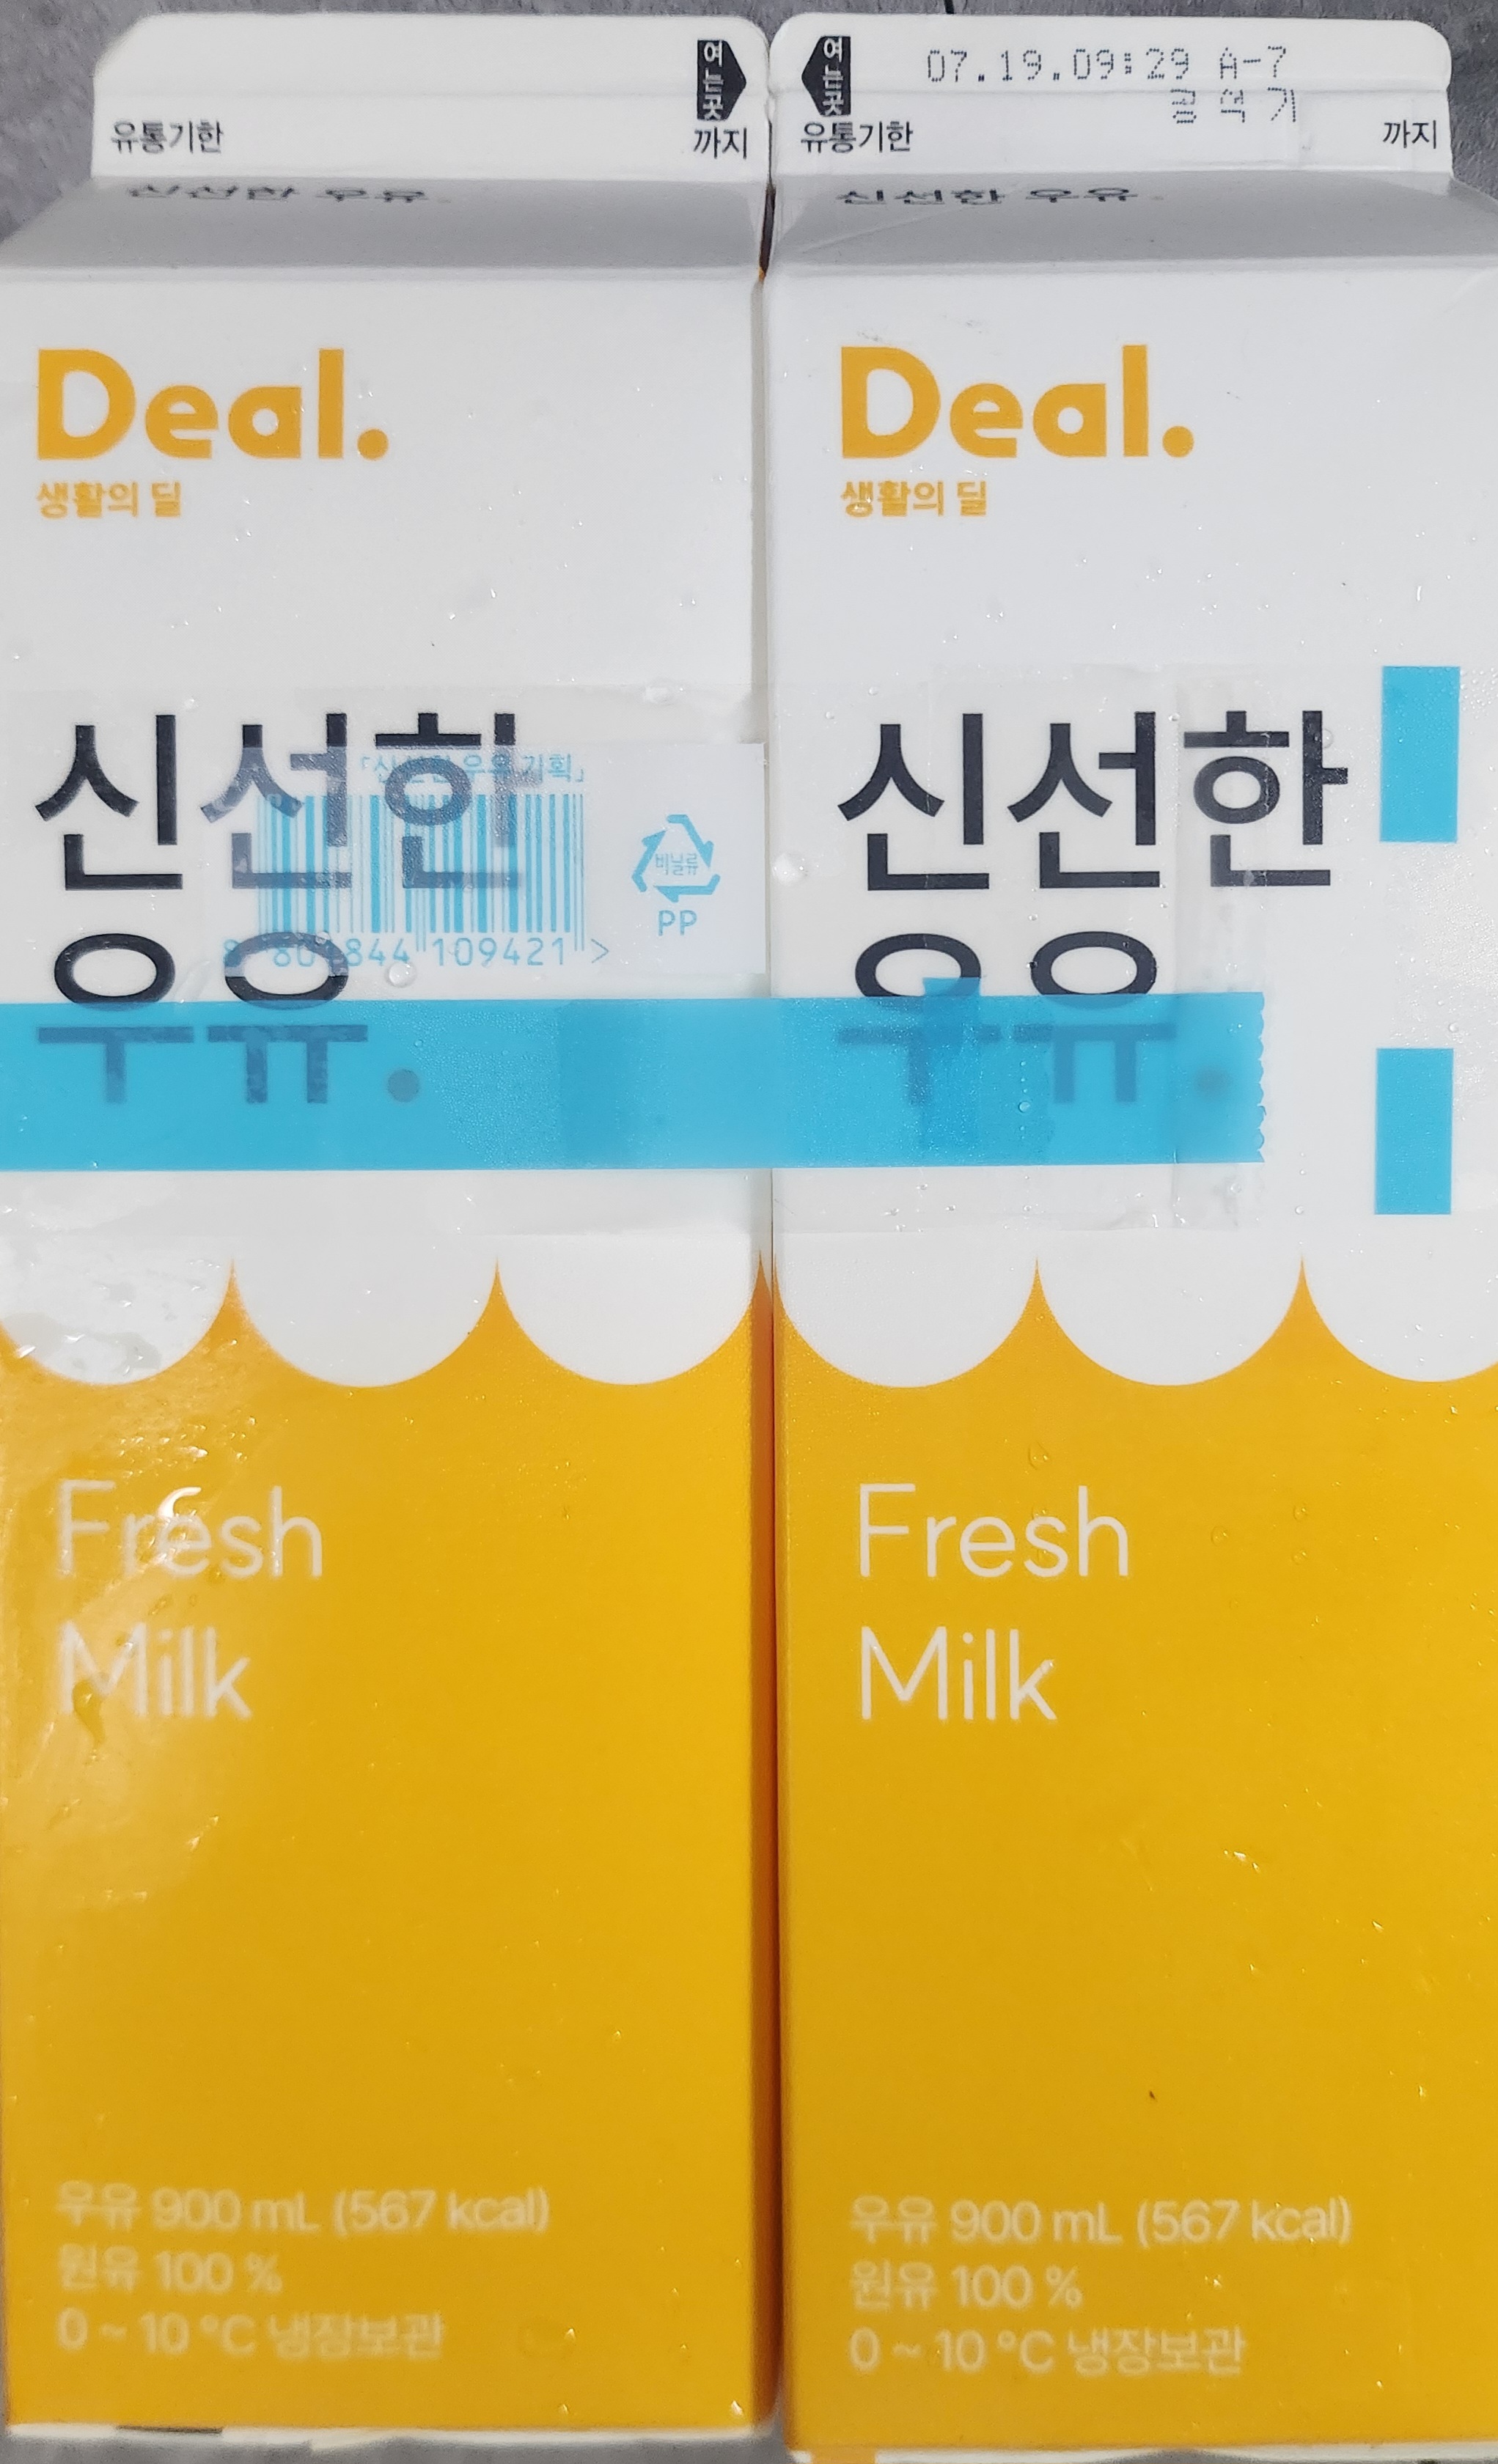 여는곳
유통기한 까지
신선한 우유.
Deal.
생활의 딜
신선한
우유.
「신선한 우유 기획」
8 801844 109421 >
비닐류
PP
Fresh
Milk
우유 900 mL (567 kcal)
원유 100 %
0 ~ 10 °C 냉장보관
여는곳
07.19.09:29 A-7
유통기한 까지
신선한 우유.
Deal.
생활의 딜
신선한
우유.
Fresh
Milk
우유 900 mL (567 kcal)
원유 100 %
0 ~ 10 °C 냉장보관